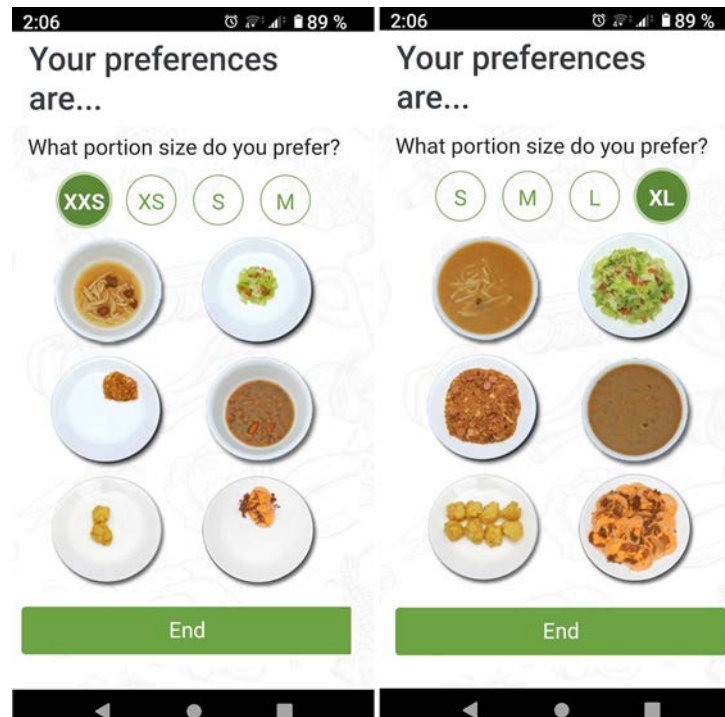 2:06 89 %
Your preferences
are...
What portion size do you prefer?
XXS XS S M
End
2:06 89 %
Your preferences
are...
What portion size do you prefer?
S M L XL
End